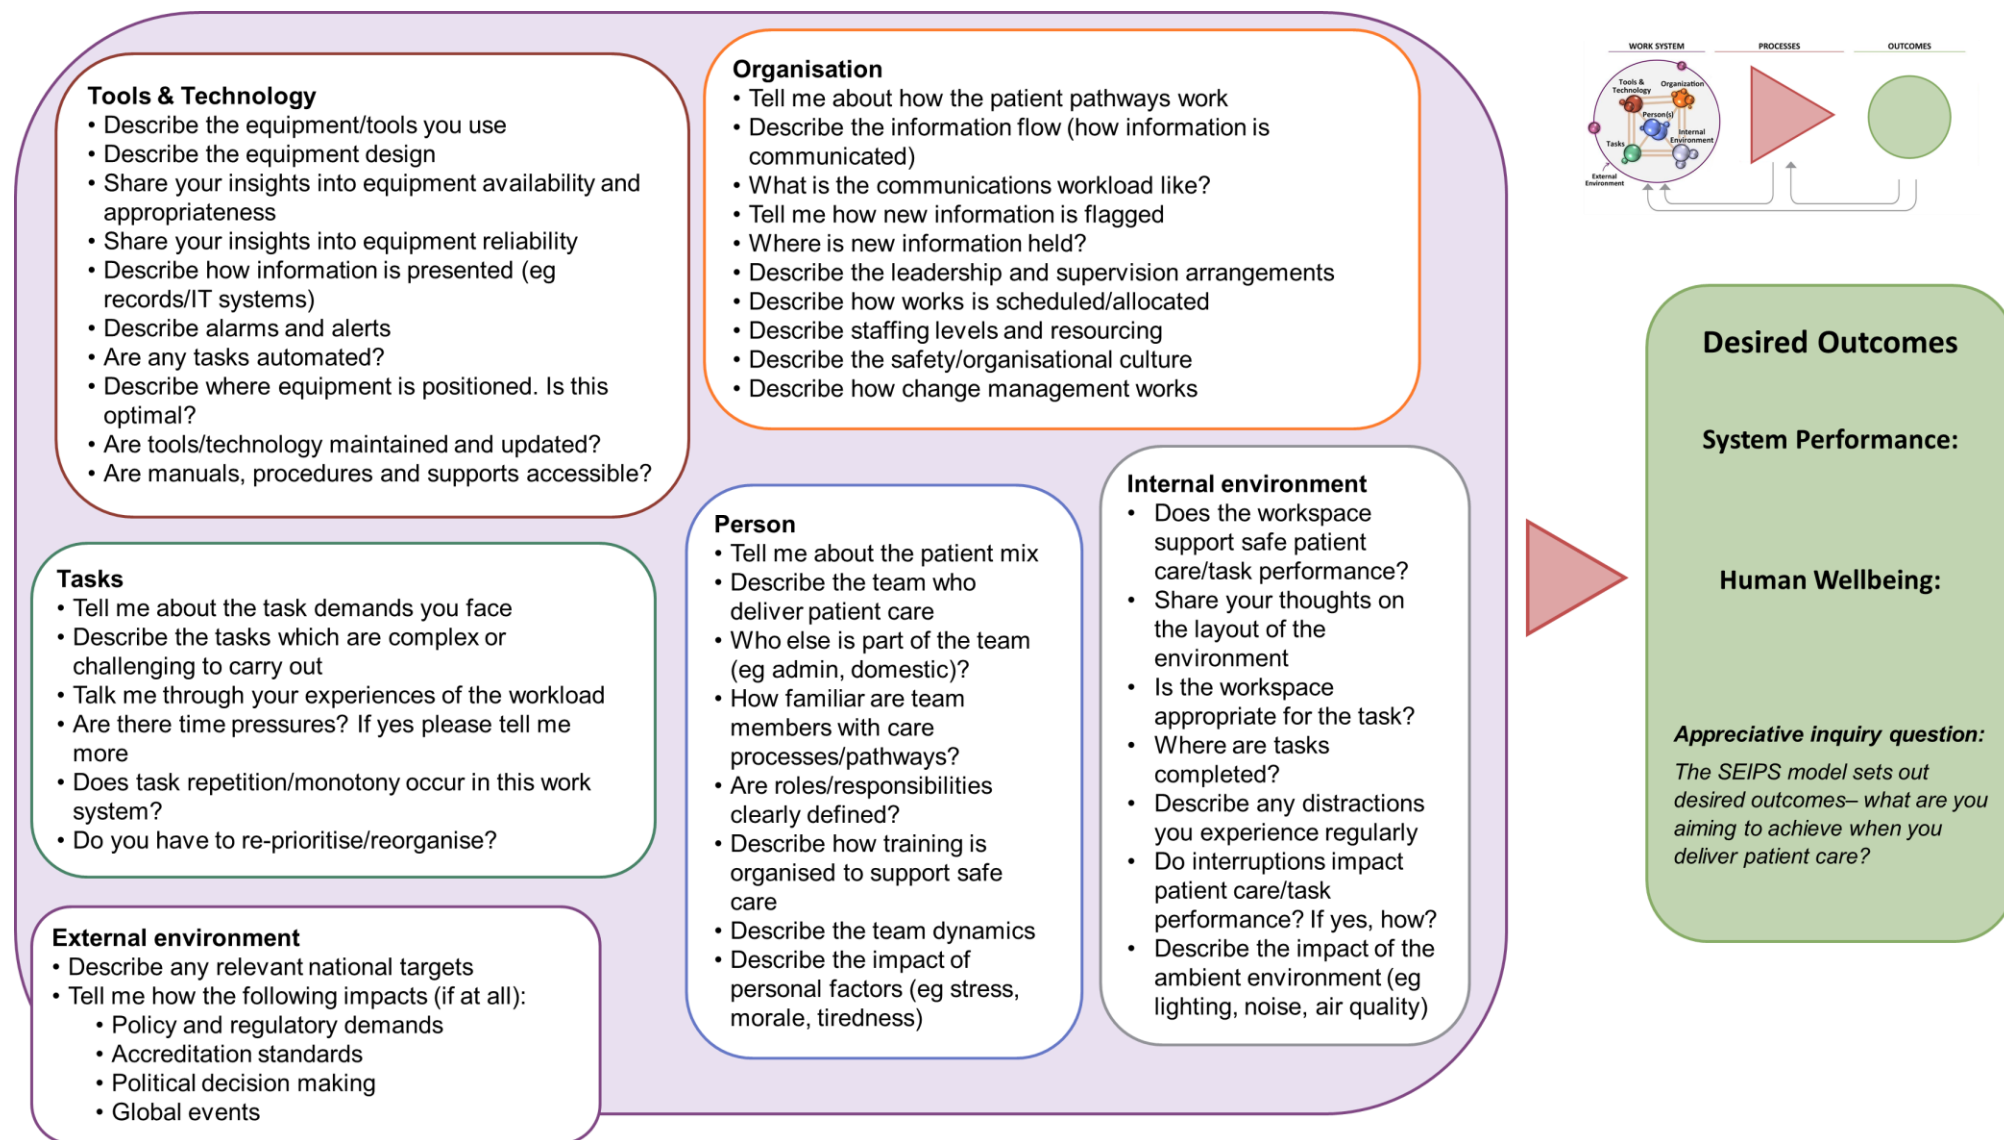 Tools & Technology
• Describe the equipment/tools you use
• Describe the equipment design
• Share your insights into equipment availability and
appropriateness
• Share your insights into equipment reliability
• Describe how information is presented (eg
records/IT systems)
• Describe alarms and alerts
• Are any tasks automated?
• Describe where equipment is positioned. Is this
optimal?
• Are tools/technology maintained and updated?
• Are manuals, procedures and supports accessible?
Organisation
• Tell me about how the patient pathways work
• Describe the information flow (how information is
communicated)
• What is the communications workload like?
• Tell me how new information is flagged
• Where is new information held?
• Describe the leadership and supervision arrangements
• Describe how works is scheduled/allocated
• Describe staffing levels and resourcing
• Describe the safety/organisational culture
• Describe how change management works
Tasks
• Tell me about the task demands you face
• Describe the tasks which are complex or
challenging to carry out
• Talk me through your experiences of the workload
• Are there time pressures? If yes please tell me
more
• Does task repetition/monotony occur in this work
system?
• Do you have to re-prioritise/reorganise?
Person
• Tell me about the patient mix
• Describe the team who
deliver patient care
• Who else is part of the team
(eg admin, domestic)?
• How familiar are team
members with care
processes/pathways?
• Are roles/responsibilities
clearly defined?
• Describe how training is
organised to support safe
care
• Describe the team dynamics
• Describe the impact of
personal factors (eg stress,
morale, tiredness)
Internal environment
• Does the workspace
support safe patient
care/task performance?
• Share your thoughts on
the layout of the
environment
• Is the workspace
appropriate for the task?
• Where are tasks
completed?
• Describe any distractions
you experience regularly
• Do interruptions impact
patient care/task
performance? If yes, how?
• Describe the impact of the
ambient environment (eg
lighting, noise, air quality)
External environment
• Describe any relevant national targets
• Tell me how the following impacts (if at all):
• Policy and regulatory demands
• Accreditation standards
• Political decision making
• Global events
WORK SYSTEM
PROCESSES
OUTCOMES
Tools &
Technology
Organization
Person(s)
Tasks
Internal
Environment
External
Environment
Desired Outcomes
System Performance:
Human Wellbeing:
Appreciative inquiry question:
The SEIPS model sets out
desired outcomes– what are you
aiming to achieve when you
deliver patient care?